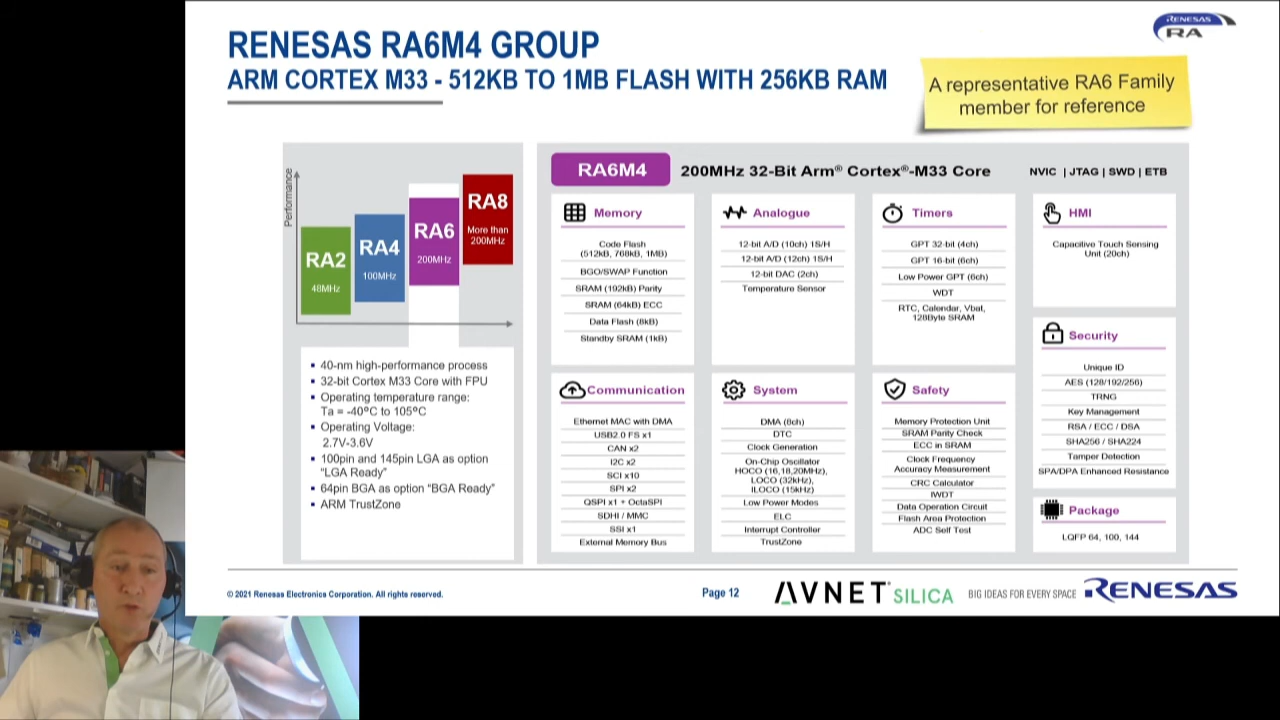 RENESAS RA6M4 GROUP
ARM CORTEX M33 - 512KB TO 1MB FLASH WITH 256KB RAM
RENESAS
RA
A representative RA6 Family
member for reference
Performance
RA2
48MHz
RA4
100MHz
RA6
200MHz
RA8
More than
200MHz
40-nm high-performance process
32-bit Cortex M33 Core with FPU
Operating temperature range:
Ta = -40ºC to 105ºC
Operating Voltage:
2.7V-3.6V
100pin and 145pin LGA as option
“LGA Ready”
64pin BGA as option “BGA Ready”
ARM TrustZone
RA6M4
200MHz 32-Bit Arm® Cortex®-M33 Core
NVIC | JTAG | SWD | ETB
Memory
Code Flash
(512kB, 768kB, 1MB)
BGO/SWAP Function
SRAM (192kB) Parity
SRAM (64kB) ECC
Data Flash (8kB)
Standby SRAM (1kB)
Analogue
12-bit A/D (10ch) 1S/H
12-bit A/D (12ch) 1S/H
12-bit DAC (2ch)
Temperature Sensor
Timers
GPT 32-bit (4ch)
GPT 16-bit (6ch)
Low Power GPT (6ch)
WDT
RTC, Calendar, Vbat,
128Byte SRAM
HMI
Capacitive Touch Sensing
Unit (20ch)
Communication
Ethernet MAC with DMA
USB2.0 FS x1
CAN x2
I2C x2
SCI x10
SPI x2
QSPI x1 + OctaSPI
SDHI / MMC
SSI x1
External Memory Bus
System
DMA (8ch)
DTC
Clock Generation
On-Chip Oscillator
HOCO (16,18,20MHz),
LOCO (32kHz),
ILOCO (15kHz)
Low Power Modes
ELC
Interrupt Controller
TrustZone
Safety
Memory Protection Unit
SRAM Parity Check
ECC in SRAM
Clock Frequency
Accuracy Measurement
CRC Calculator
IWDT
Data Operation Circuit
Flash Area Protection
ADC Self Test
Security
Unique ID
AES (128/192/256)
TRNG
Key Management
RSA / ECC / DSA
SHA256 / SHA224
Tamper Detection
SPA/DPA Enhanced Resistance
Package
LQFP 64, 100, 144
© 2021 Renesas Electronics Corporation. All rights reserved.
Page 12
AVNET SILICA
BIG IDEAS FOR EVERY SPACE
RENESAS